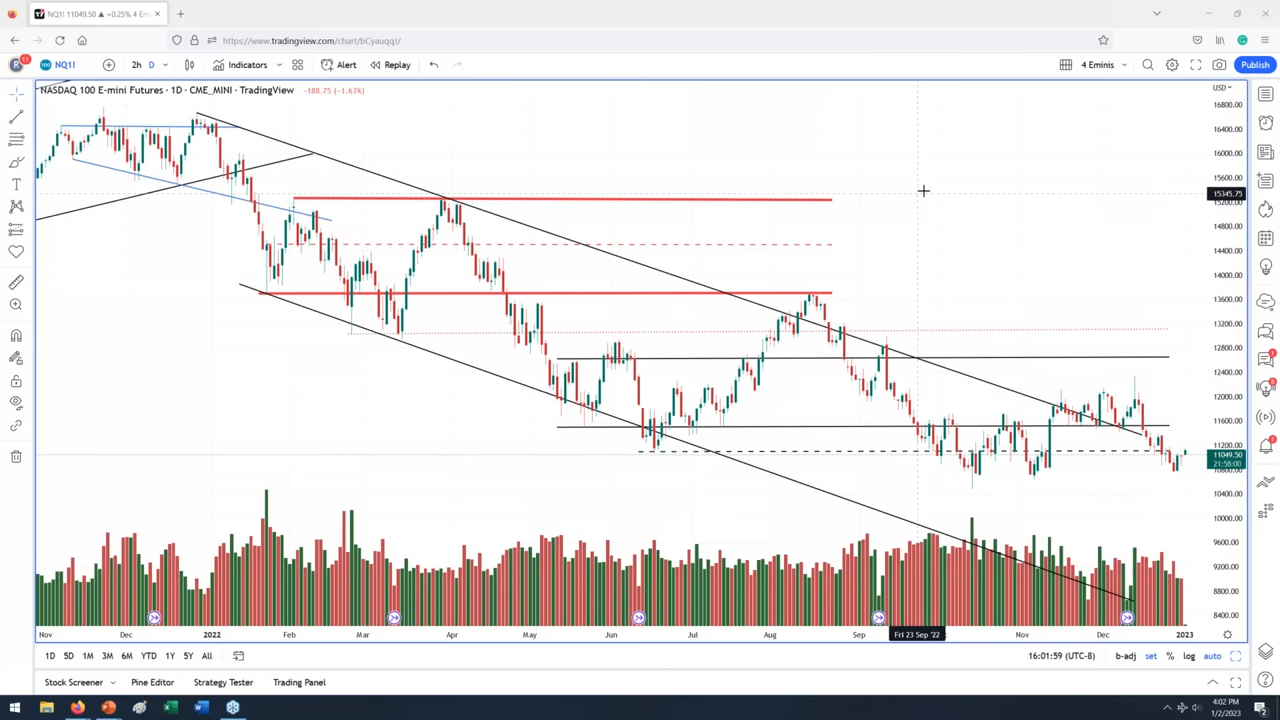 NQ1! 11049.50 ▲ +0.25% 4 Emi
https://www.tradingview.com/chart/bCyauqqJ/
R 11 100 NQ1! 2h D Indicators Alert Replay 4 Eminis Publish
NASDAQ 100 E-mini Futures · 1D · CME_MINI · TradingView −188.75 (−1.63%)
USD
16800.00
16400.00
16000.00
15600.00
15345.75
15200.00
14800.00
14400.00
14000.00
13600.00
13200.00
12800.00
12400.00
12000.00
11600.00
11200.00
11049.50
21:58:00
10800.00
10400.00
10000.00
9600.00
9200.00
8800.00
8400.00
Nov Dec 2022 Feb Mar Apr May Jun Jul Aug Sep Fri 23 Sep '22 Nov Dec 2023
1D 5D 1M 3M 6M YTD 1Y 5Y All 16:01:59 (UTC-8) b-adj set % log auto
Stock Screener Pine Editor Strategy Tester Trading Panel
4:02 PM
1/2/2023